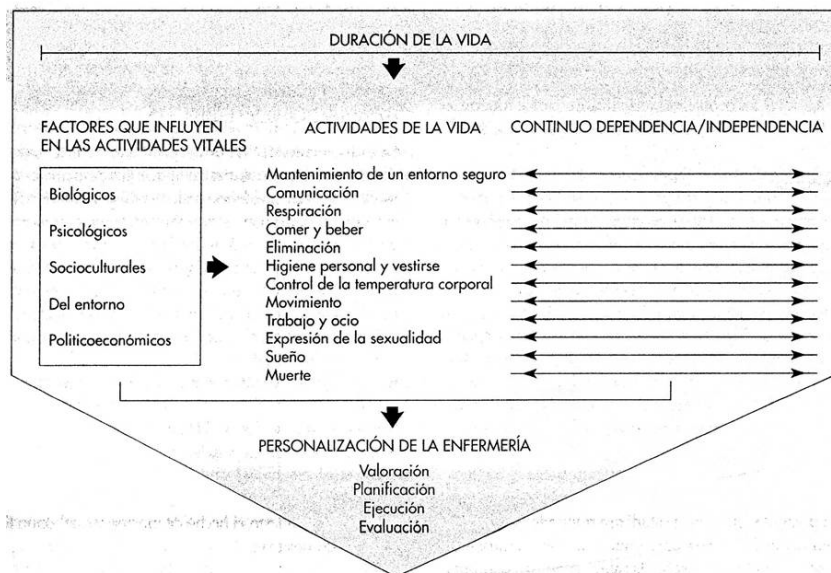 DURACIÓN DE LA VIDA
FACTORES QUE INFLUYEN
EN LAS ACTIVIDADES VITALES
Biológicos
Psicológicos
Socioculturales
Del entorno
Politicoeconómicos
ACTIVIDADES DE LA VIDA
Mantenimiento de un entorno seguro
Comunicación
Respiración
Comer y beber
Eliminación
Higiene personal y vestirse
Control de la temperatura corporal
Movimiento
Trabajo y ocio
Expresión de la sexualidad
Sueño
Muerte
CONTINUO DEPENDENCIA/INDEPENDENCIA
PERSONALIZACIÓN DE LA ENFERMERÍA
Valoración
Planificación
Ejecución
Evaluación